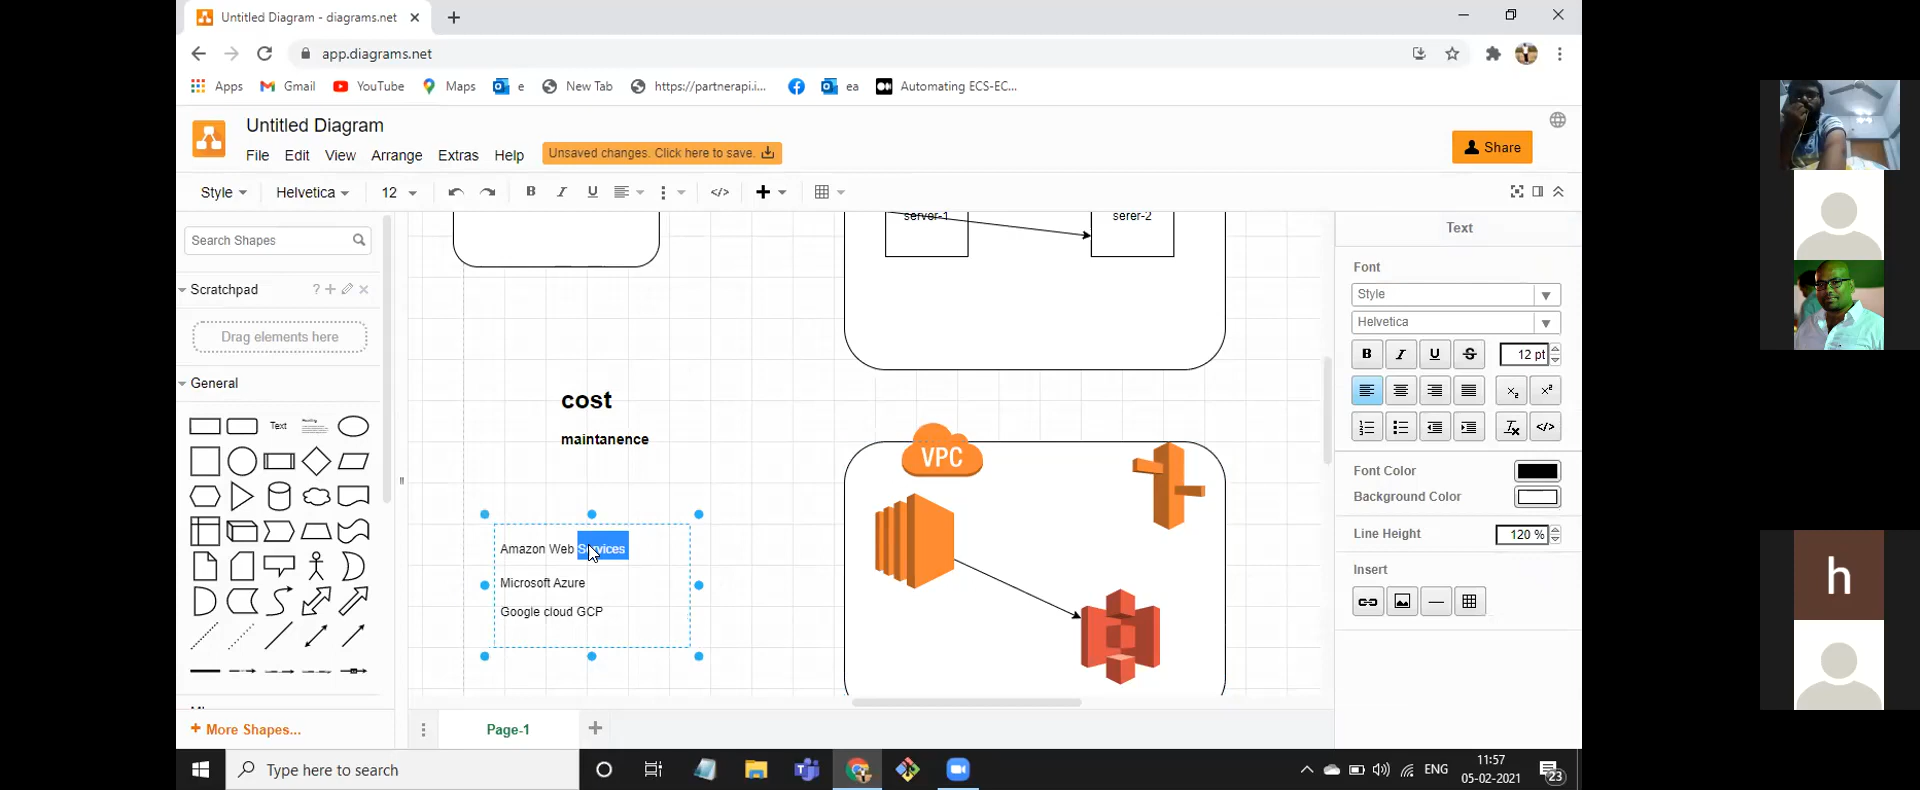 Untitled Diagram - diagrams.net
app.diagrams.net
Apps Gmail YouTube Maps e New Tab https://partnerapi.i... ea Automating ECS-EC...
Untitled Diagram
File Edit View Arrange Extras Help Unsaved changes. Click here to save. Share
Style Helvetica 12 B I U </>
Search Shapes
Scratchpad ?
Drag elements here
General
Text
Heading
More Shapes...
server-1 serer-2
cost
maintanence
Amazon Web Services
Microsoft Azure
Google cloud GCP
VPC
Page-1
Text
Font
Style
Helvetica
B I U S 12 pt
</>
Font Color
Background Color
Line Height 120 %
Insert
h
Type here to search
ENG
11:57
05-02-2021
23